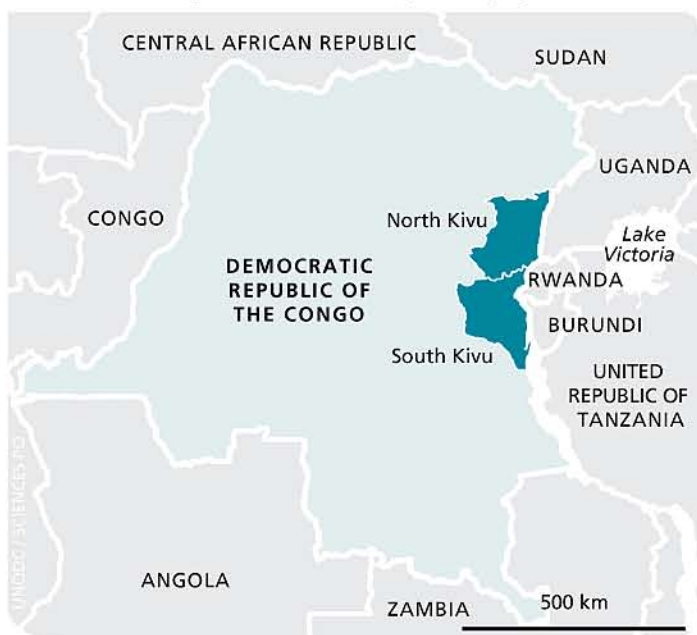 CENTRAL AFRICAN REPUBLIC
SUDAN
UGANDA
CONGO
North Kivu
Lake
Victoria
DEMOCRATIC
REPUBLIC OF
THE CONGO
RWANDA
BURUNDI
South Kivu
UNITED
REPUBLIC OF
TANZANIA
ANGOLA
ZAMBIA
500 km